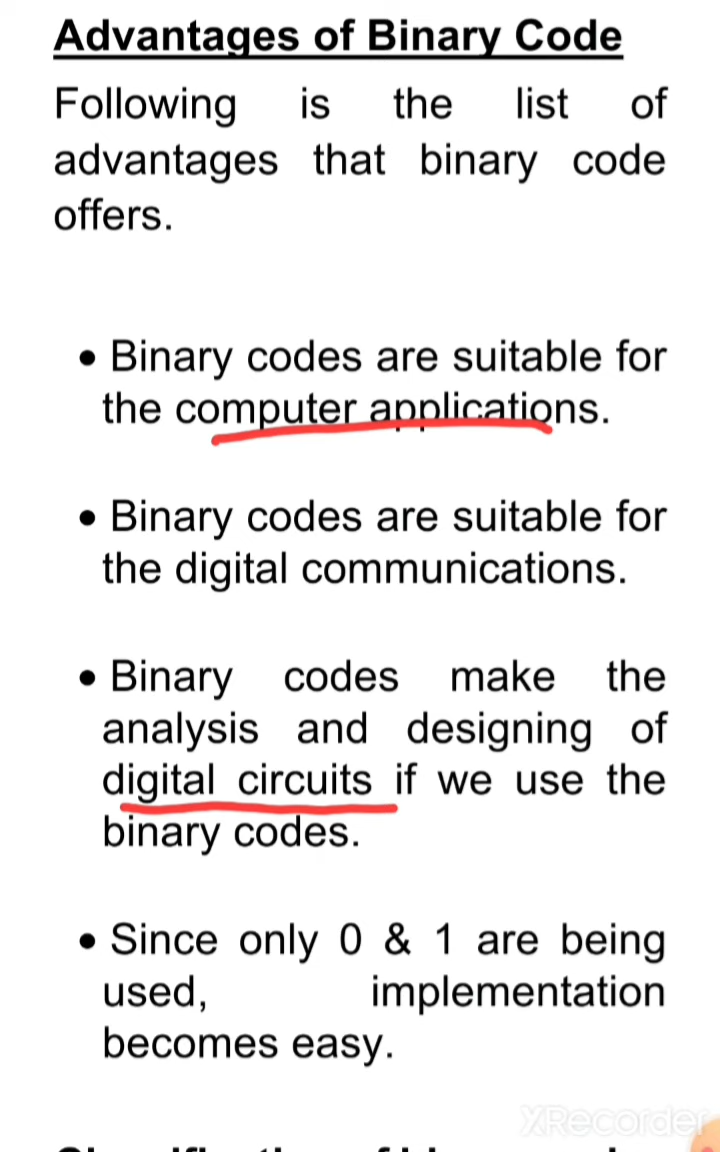 Advantages of Binary Code
Following is the list of
advantages that binary code
offers.
• Binary codes are suitable for
the computer applications.
• Binary codes are suitable for
the digital communications.
• Binary codes make the
analysis and designing of
digital circuits if we use the
binary codes.
• Since only 0 & 1 are being
used, implementation
becomes easy.
XRecorder